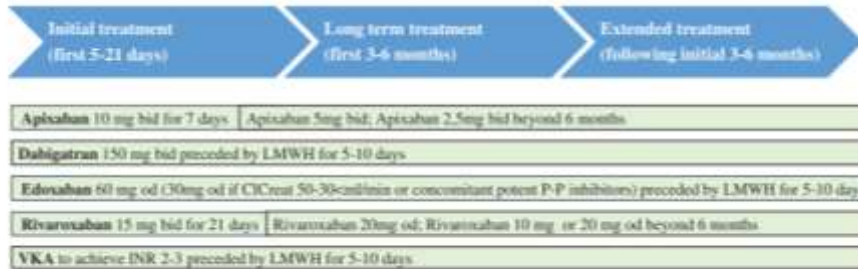 Initial treatment
(first 5-21 days)
Long term treatment
(first 3-6 months)
Extended treatment
(following initial 3-6 months)
Apixaban 10 mg bid for 7 days Apixaban 5mg bid; Apixaban 2,5mg bid beyond 6 months
Dabigatran 150 mg bid preceded by LMWH for 5-10 days
Edoxaban 60 mg od (30mg od if ClCreat 50-30 or concomitant potent P-P inhibitors) preceded by LMWH for 5-10 day
Rivaroxaban 15 mg bid for 21 days Rivaroxaban 20mg od; Rivaroxaban 10 mg or 20 mg od beyond 6 months
VKA to achieve INR 2-3 preceded by LMWH for 5-10 days